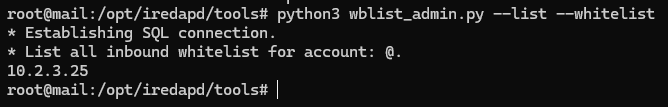 root@mail:/opt/iredapd/tools# python3 wblist_admin.py --list --whitelist
* Establishing SQL connection.
* List all inbound whitelist for account: @.
10.2.3.25
root@mail:/opt/iredapd/tools#